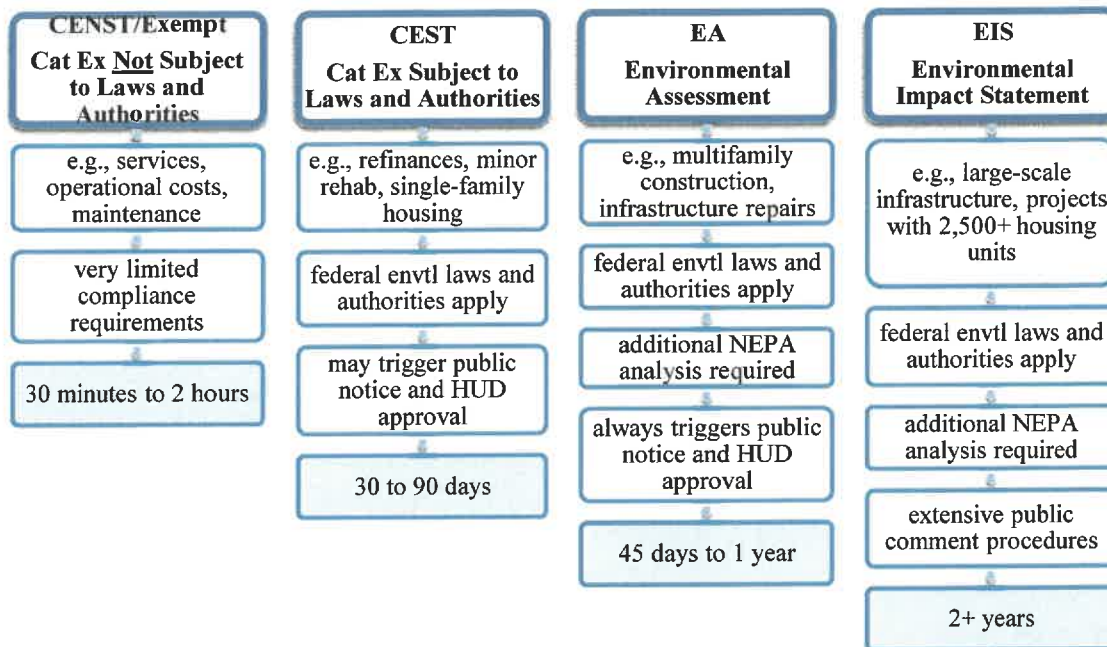 CENST/Exempt
Cat Ex Not Subject
to Laws and
Authorities
e.g., services,
operational costs,
maintenance
very limited
compliance
requirements
30 minutes to 2 hours
CEST
Cat Ex Subject to
Laws and Authorities
e.g., refinances, minor
rehab, single-family
housing
federal envtl laws and
authorities apply
may trigger public
notice and HUD
approval
30 to 90 days
EA
Environmental
Assessment
e.g., multifamily
construction,
infrastructure repairs
federal envtl laws and
authorities apply
additional NEPA
analysis required
always triggers public
notice and HUD
approval
45 days to 1 year
EIS
Environmental
Impact Statement
e.g., large-scale
infrastructure, projects
with 2,500+ housing
units
federal envtl laws and
authorities apply
additional NEPA
analysis required
extensive public
comment procedures
2+ years